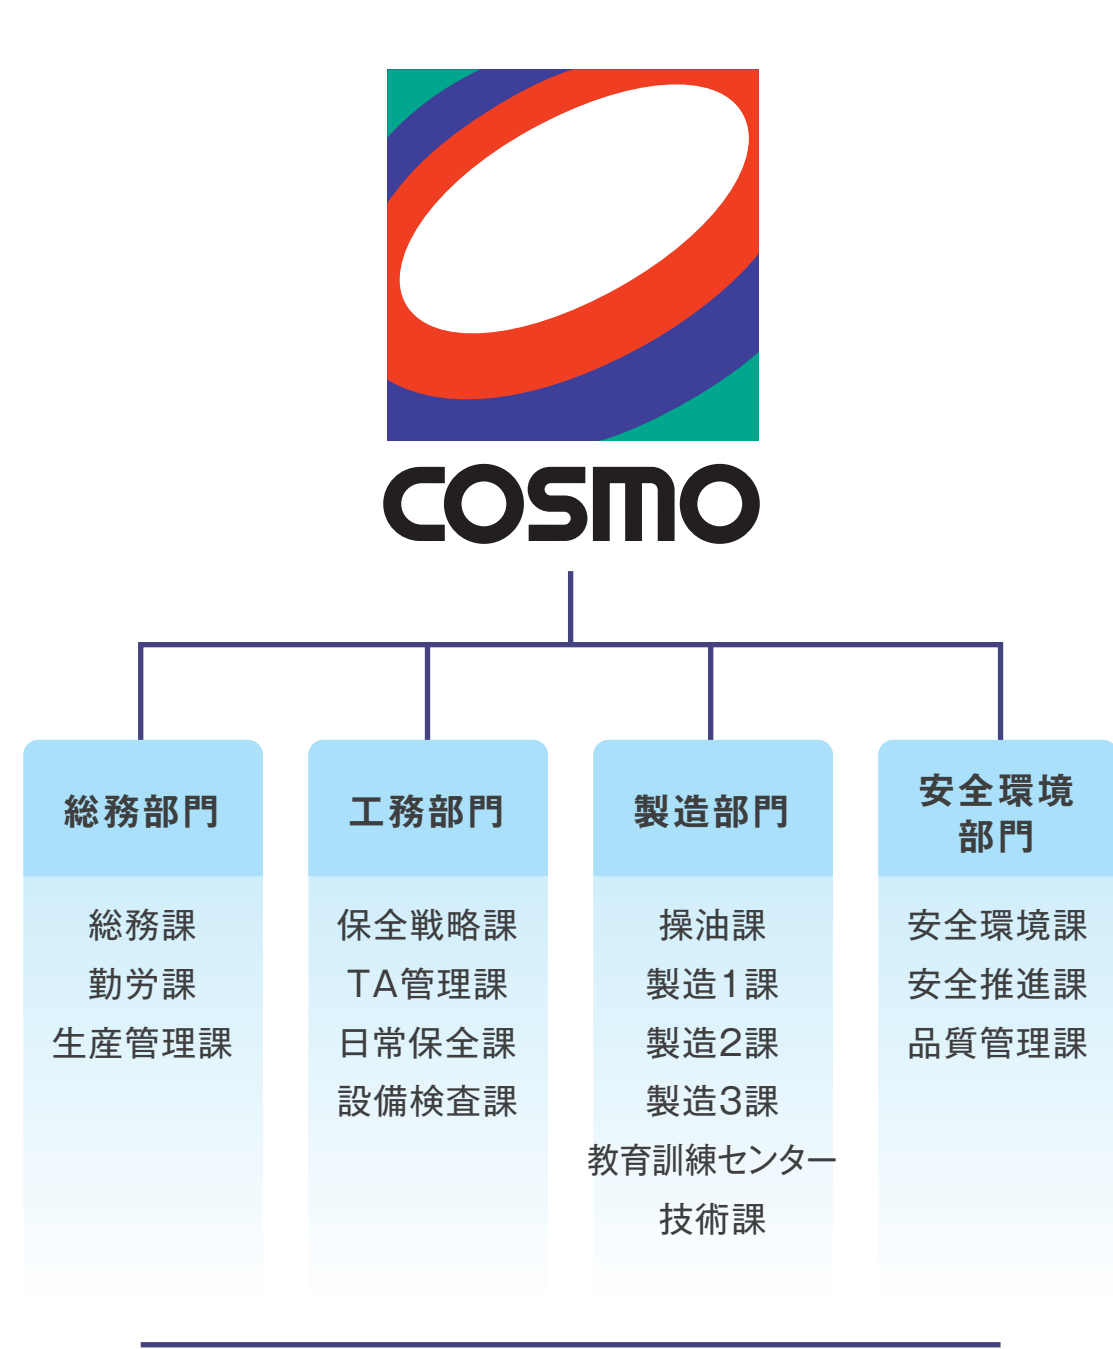 COSMO
総務部門
総務課
勤労課
生産管理課
工務部門
保全戦略課
TA管理課
日常保全課
設備検査課
製造部門
操油課
製造1課
製造2課
製造3課
教育訓練センター
技術課
安全環境
部門
安全環境課
安全推進課
品質管理課